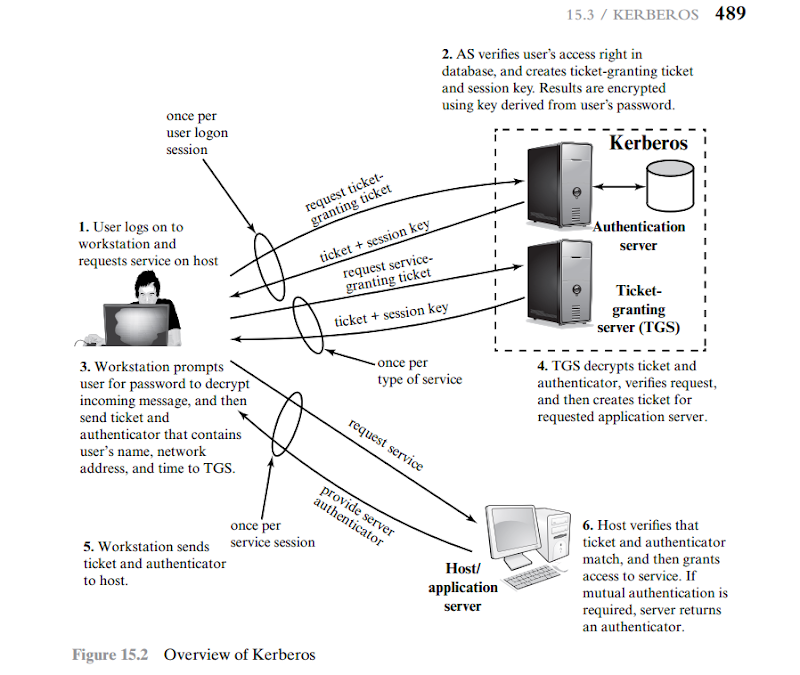 15.3 / KERBEROS 489
2. AS verifies user's access right in
database, and creates ticket-granting ticket
and session key. Results are encrypted
using key derived from user's password.
once per
user logon
session
Kerberos
request ticket-
granting ticket
1. User logs on to
workstation and
requests service on host
ticket + session key
Authentication
server
request service-
granting ticket
Ticket-
granting
server (TGS)
ticket + session key
once per
type of service
3. Workstation prompts
user for password to decrypt
incoming message, and then
send ticket and
authenticator that contains
user's name, network
address, and time to TGS.
4. TGS decrypts ticket and
authenticator, verifies request,
and then creates ticket for
requested application server.
request service
provide server
authenticator
once per
service session
5. Workstation sends
ticket and authenticator
to host.
Host/
application
server
6. Host verifies that
ticket and authenticator
match, and then grants
access to service. If
mutual authentication is
required, server returns
an authenticator.
Figure 15.2 Overview of Kerberos